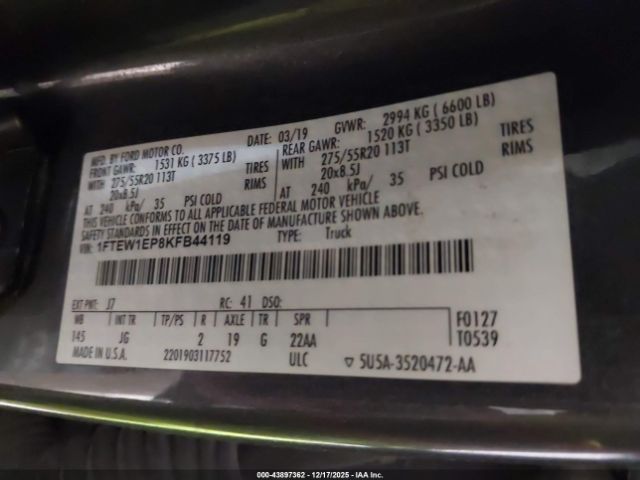 MFD. BY FORD MOTOR CO. DATE: 03/19 GVWR: 2994 KG ( 6600 LB)
FRONT GAWR: 1531 KG ( 3375 LB) REAR GAWR: 1520 KG ( 3350 LB)
WITH 275/55R20 113T TIRES WITH 275/55R20 113T TIRES
20x8.5J RIMS 20x8.5J RIMS
AT 240 kPa/ 35 PSI COLD AT 240 kPa/ 35 PSI COLD
THIS VEHICLE CONFORMS TO ALL APPLICABLE FEDERAL MOTOR VEHICLE
SAFETY STANDARDS IN EFFECT ON THE DATE OF MANUFACTURE SHOWN ABOVE.
VIN: 1FTEW1EP8KFB44119 TYPE: Truck
EXT PNT: J7 RC: 41 DSO:
WB INT TR TP/PS R AXLE TR SPR F0127
145 JG 2 19 G 22AA T0539
MADE IN U.S.A. 2201903117752 ULC 5U5A-3520472-AA
000-43897362 - 12/17/2025 - IAA Inc.